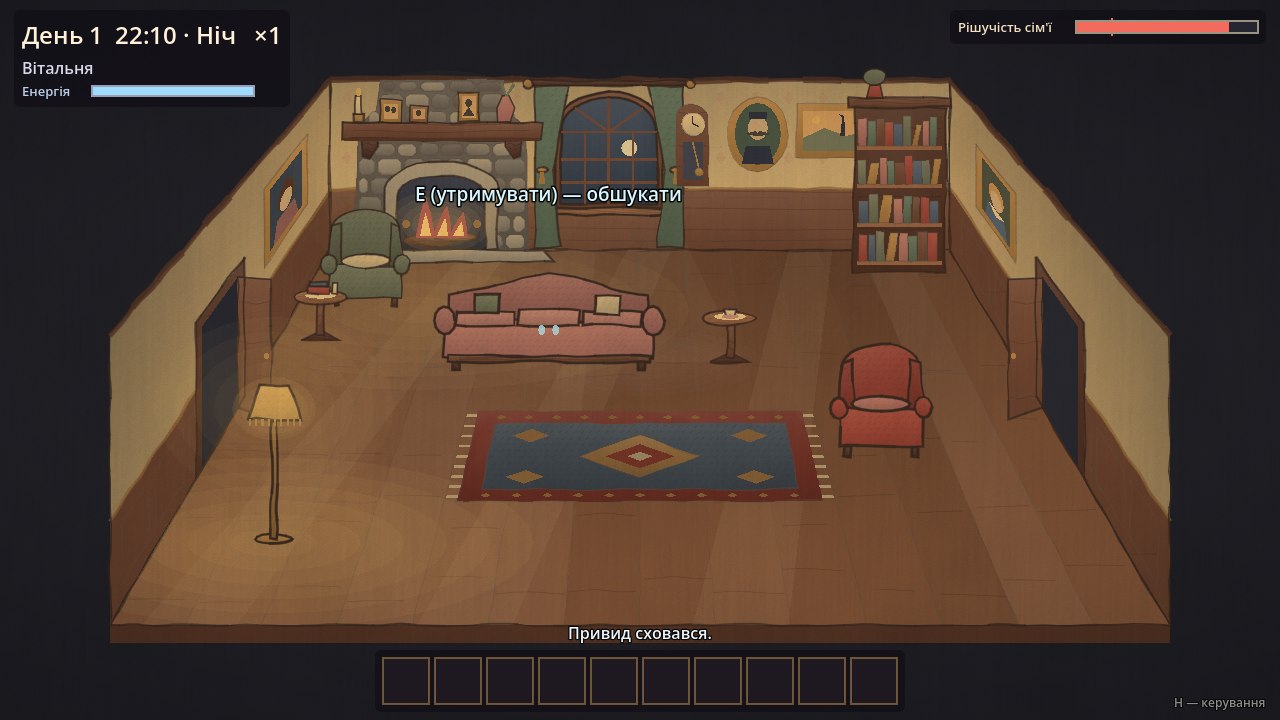 День 1 22:10 · Ніч ×1
Вітальня
Енергія
Рішучість сім'ї
E (утримувати) — обшукати
Привид сховався.
H — керування